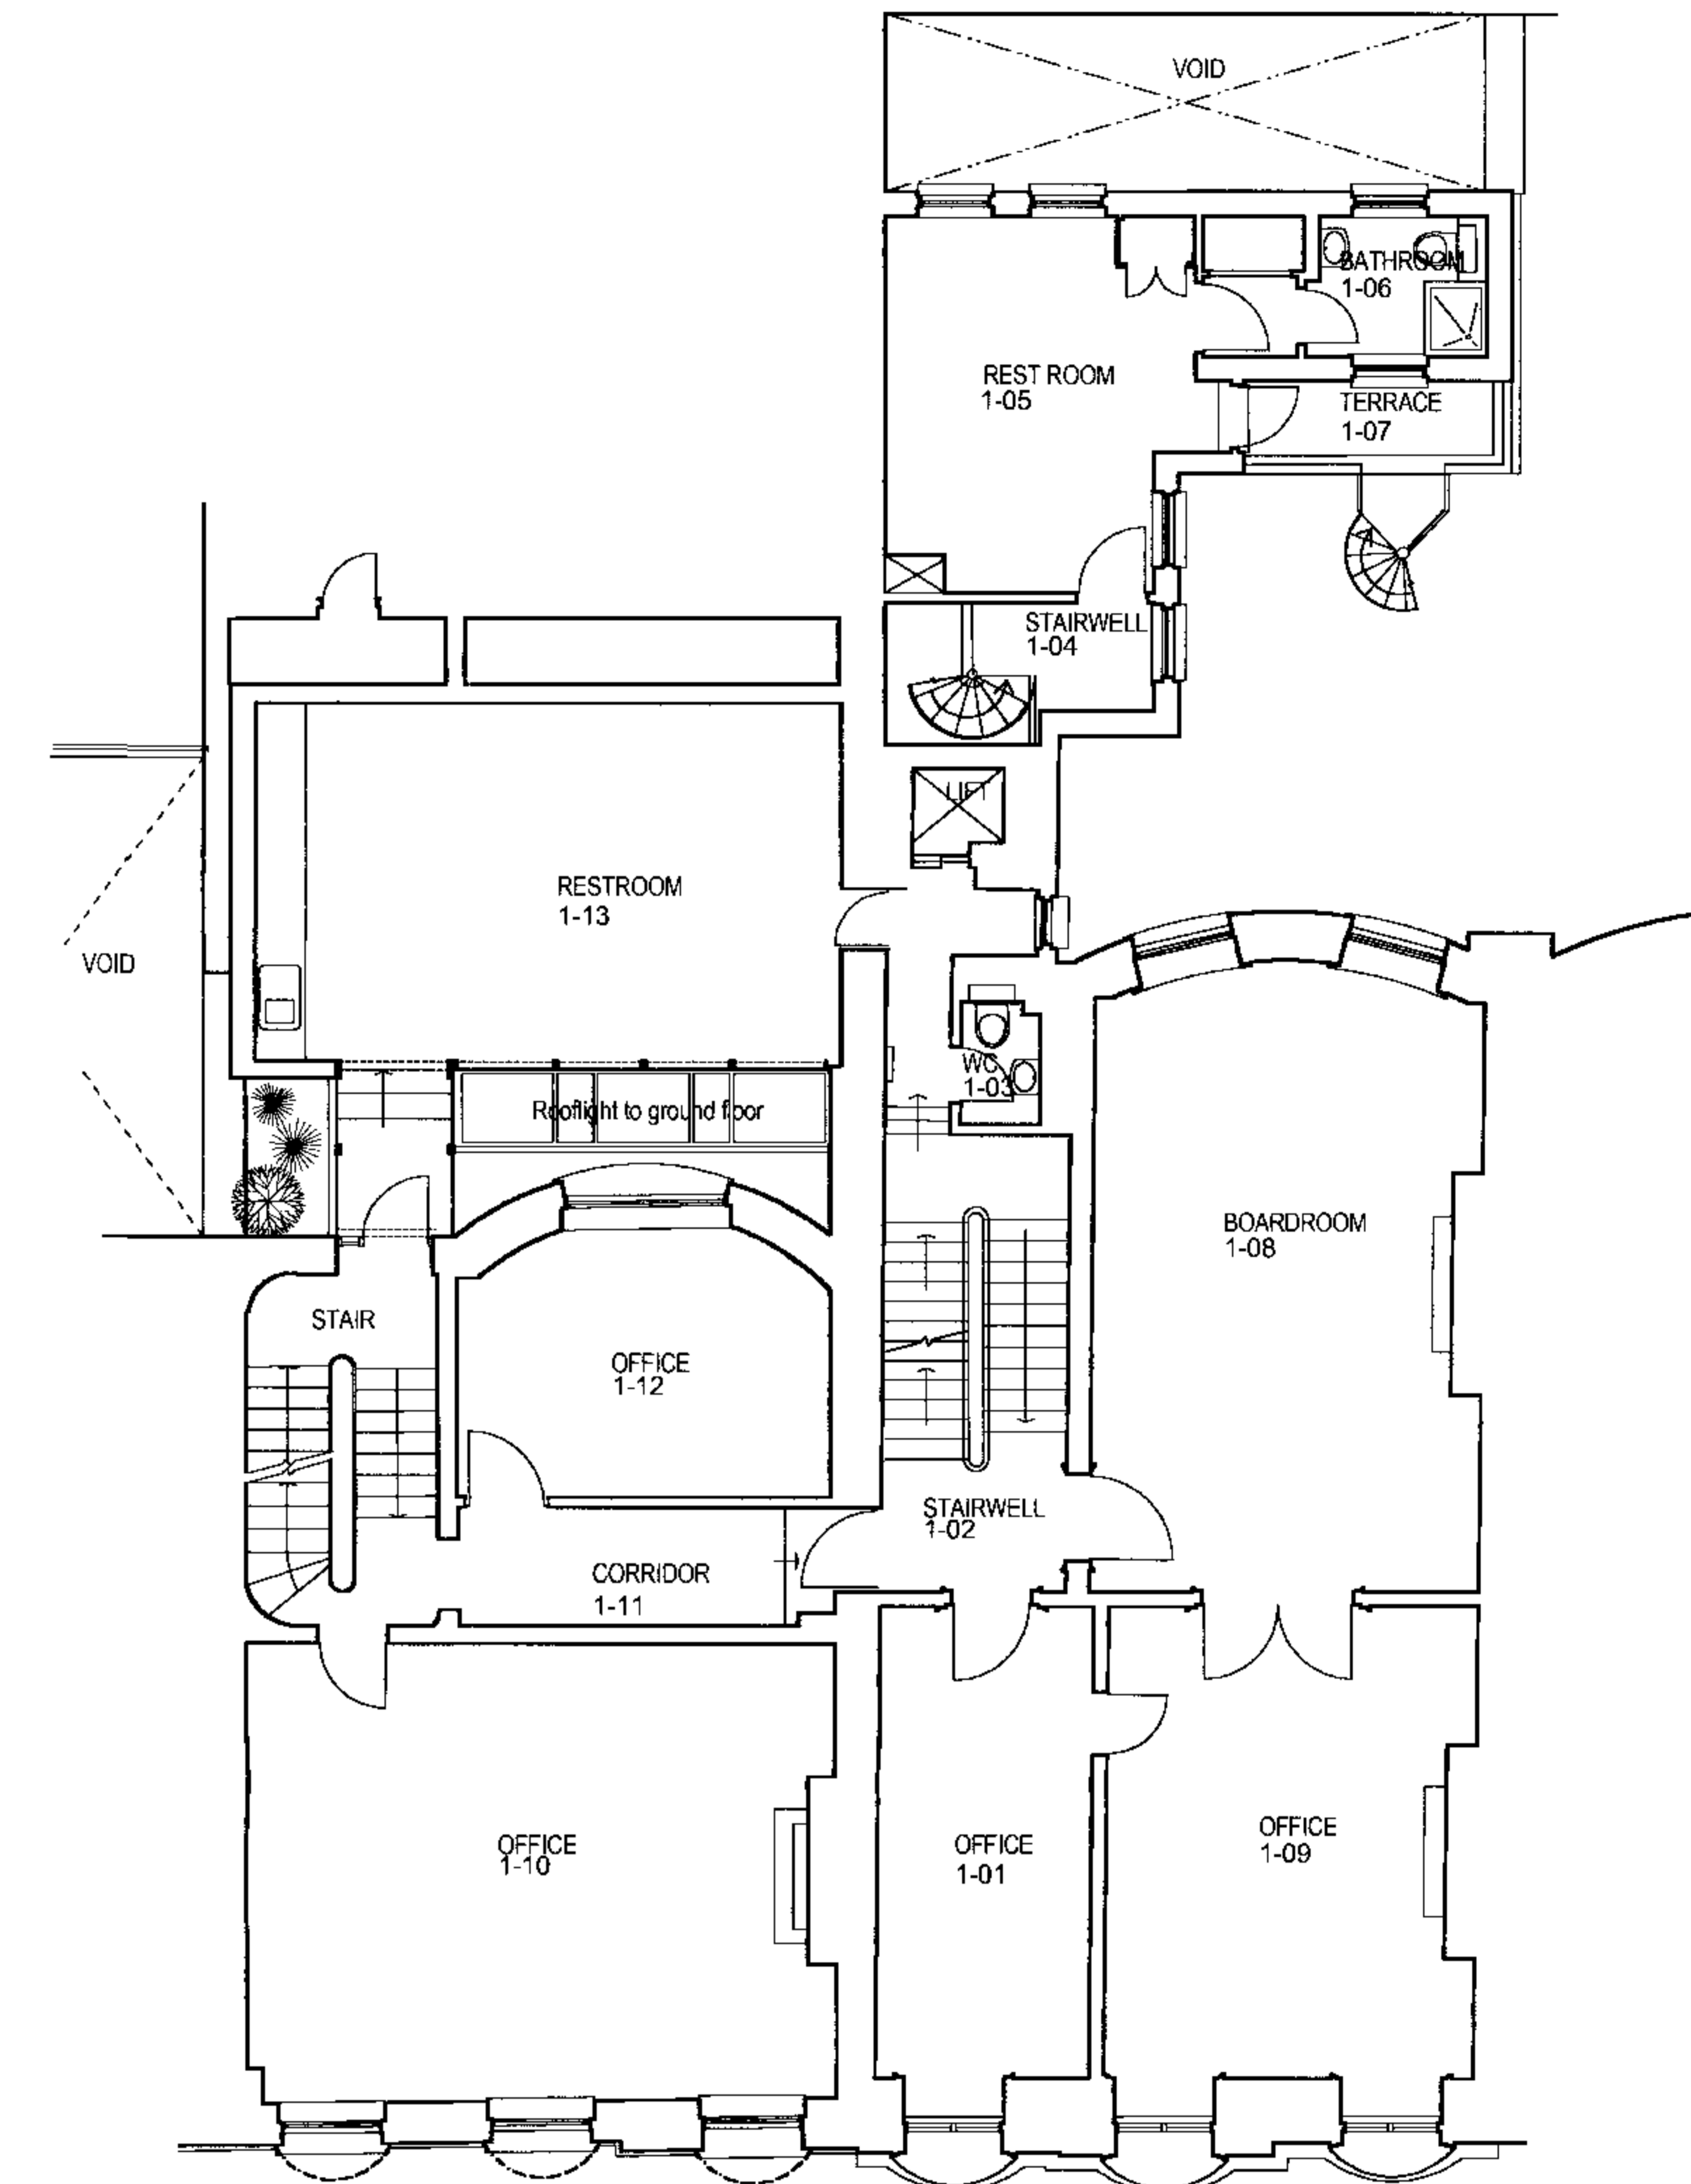 VOID
BATHROOM
1-06
REST ROOM
1-05
TERRACE
1-07
STAIRWELL
1-04
LIFT
RESTROOM
1-13
VOID
WC
1-03
Rooflight to ground floor
BOARDROOM
1-08
STAIR
OFFICE
1-12
STAIRWELL
1-02
CORRIDOR
1-11
OFFICE
1-10
OFFICE
1-01
OFFICE
1-09